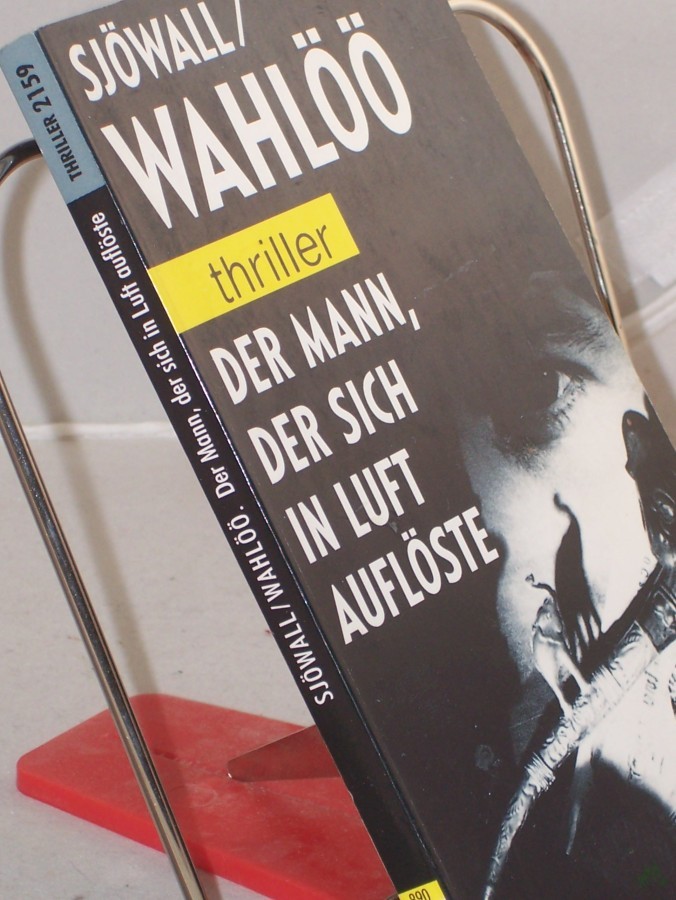 SJÖWALL/
WAHLÖÖ
thriller
DER MANN,
DER SICH
IN LUFT
AUFLÖSTE
THRILLER 2159
SJÖWALL/WAHLÖÖ. Der Mann, der sich in Luft auflöste
890